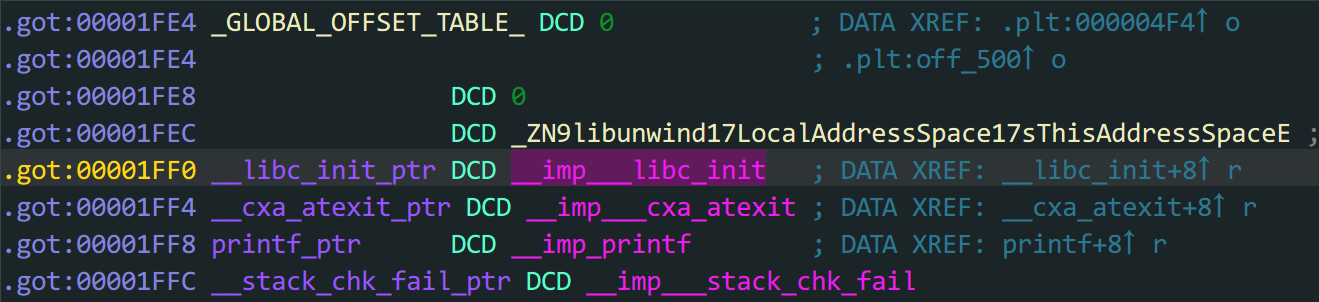 .got:00001FE4 _GLOBAL_OFFSET_TABLE_ DCD 0 ; DATA XREF: .plt:000004F4↑ o
.got:00001FE4 ; .plt:off_500↑ o
.got:00001FE8 DCD 0
.got:00001FEC DCD _ZN9libunwind17LocalAddressSpace17sThisAddressSpaceE ;
.got:00001FF0 __libc_init_ptr DCD __imp___libc_init ; DATA XREF: __libc_init+8↑ r
.got:00001FF4 __cxa_atexit_ptr DCD __imp___cxa_atexit ; DATA XREF: __cxa_atexit+8↑ r
.got:00001FF8 printf_ptr DCD __imp_printf ; DATA XREF: printf+8↑ r
.got:00001FFC __stack_chk_fail_ptr DCD __imp___stack_chk_fail